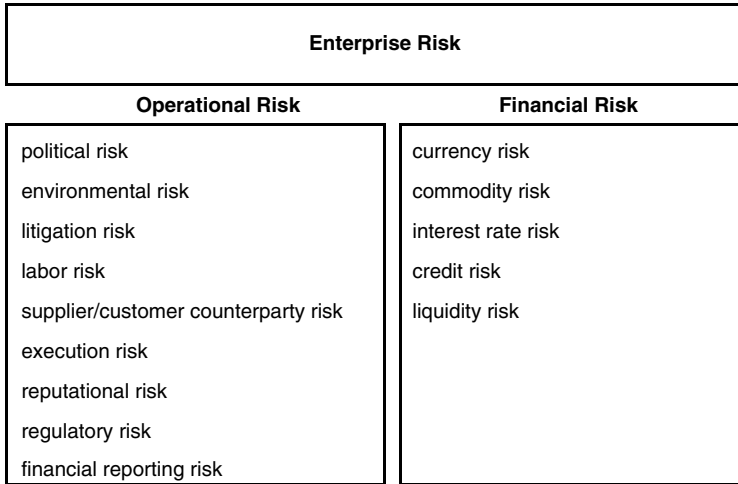 Enterprise Risk
Operational Risk
political risk
environmental risk
litigation risk
labor risk
supplier/customer counterparty risk
execution risk
reputational risk
regulatory risk
financial reporting risk
Financial Risk
currency risk
commodity risk
interest rate risk
credit risk
liquidity risk